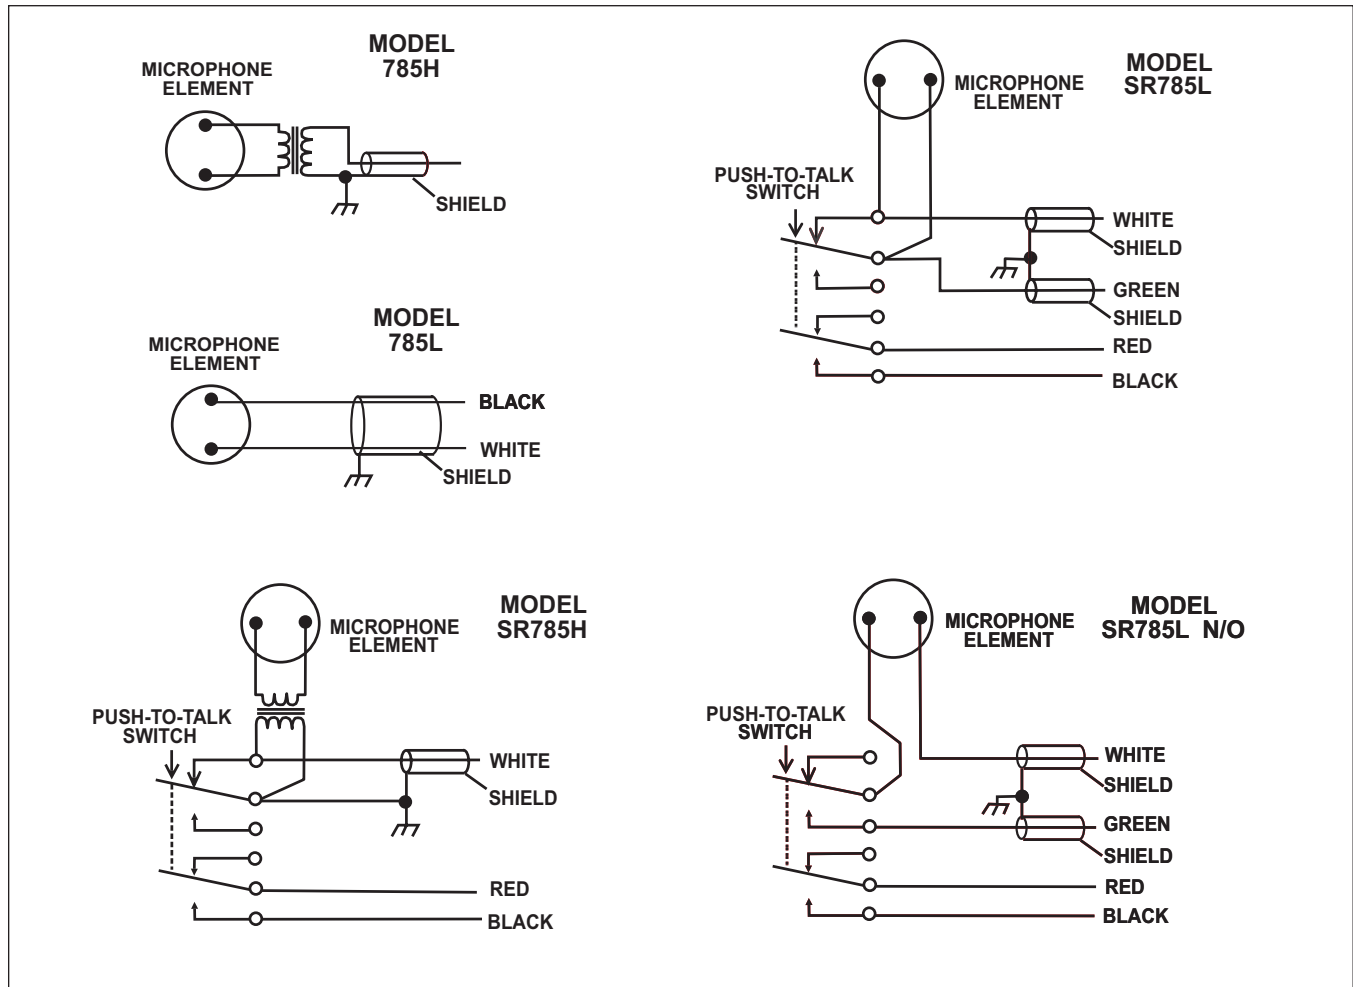 MODEL
785H
MICROPHONE
ELEMENT
SHIELD
MODEL
785L
MICROPHONE
ELEMENT
BLACK
WHITE
SHIELD
MODEL
SR785L
MICROPHONE
ELEMENT
PUSH-TO-TALK
SWITCH
WHITE
SHIELD
GREEN
SHIELD
RED
BLACK
MODEL
SR785H
MICROPHONE
ELEMENT
PUSH-TO-TALK
SWITCH
WHITE
SHIELD
RED
BLACK
MODEL
SR785L N/O
MICROPHONE
ELEMENT
PUSH-TO-TALK
SWITCH
WHITE
SHIELD
GREEN
SHIELD
RED
BLACK